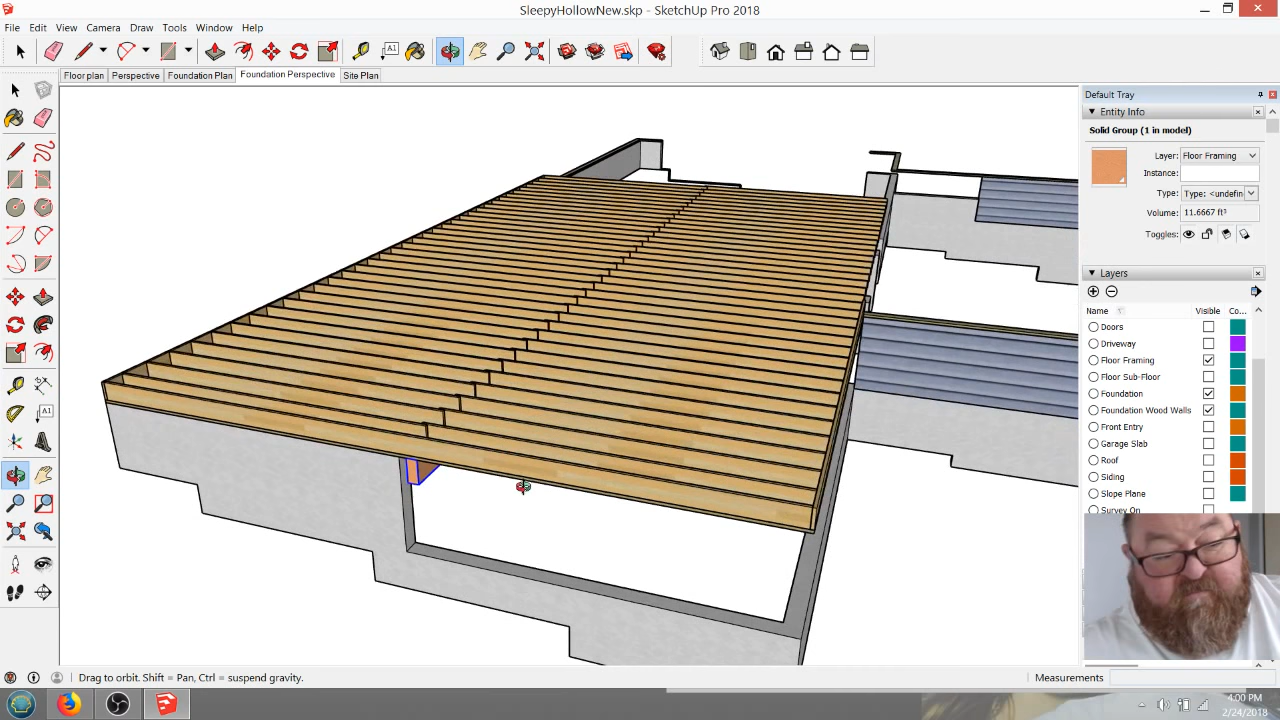 SleepyHollowNew.skp - SketchUp Pro 2018
File Edit View Camera Draw Tools Window Help
Floor plan Perspective Foundation Plan Foundation Perspective Site Plan
Default Tray
Entity Info
Solid Group (1 in model)
Layer: Floor Framing
Instance:
Type: Type: <undefin
Volume: 11.6667 ft³
Toggles:
Layers
Name Visible Co...
Doors
Driveway
Floor Framing
Floor Sub-Floor
Foundation
Foundation Wood Walls
Front Entry
Garage Slab
Roof
Siding
Slope Plane
Survey On
Drag to orbit. Shift = Pan, Ctrl = suspend gravity.
Measurements
4:00 PM
2/24/2018